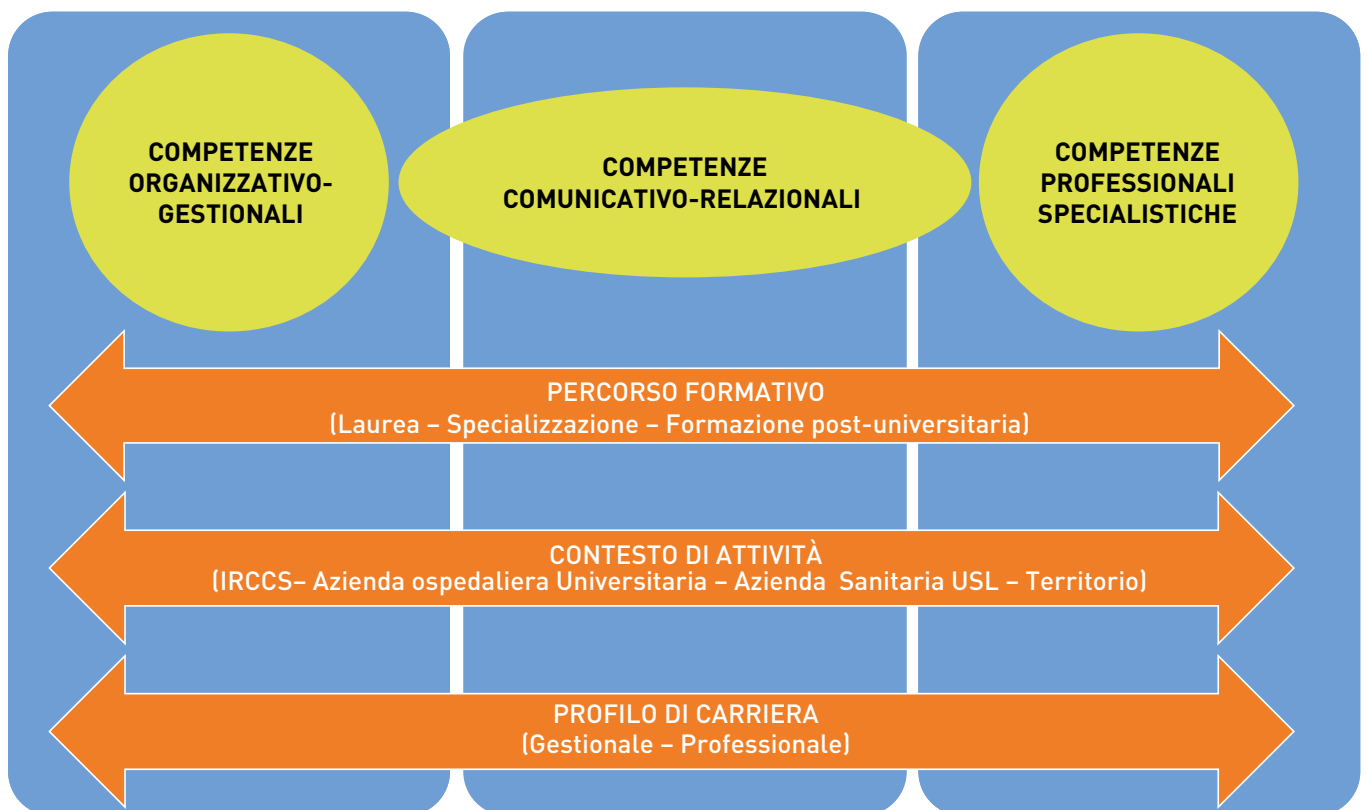 COMPETENZE
ORGANIZZATIVO-
GESTIONALI
COMPETENZE
COMUNICATIVO-RELAZIONALI
COMPETENZE
PROFESSIONALI
SPECIALISTICHE
PERCORSO FORMATIVO
(Laurea – Specializzazione – Formazione post-universitaria)
CONTESTO DI ATTIVITÀ
(IRCCS– Azienda ospedaliera Universitaria – Azienda  Sanitaria USL – Territorio)
PROFILO DI CARRIERA
(Gestionale – Professionale)